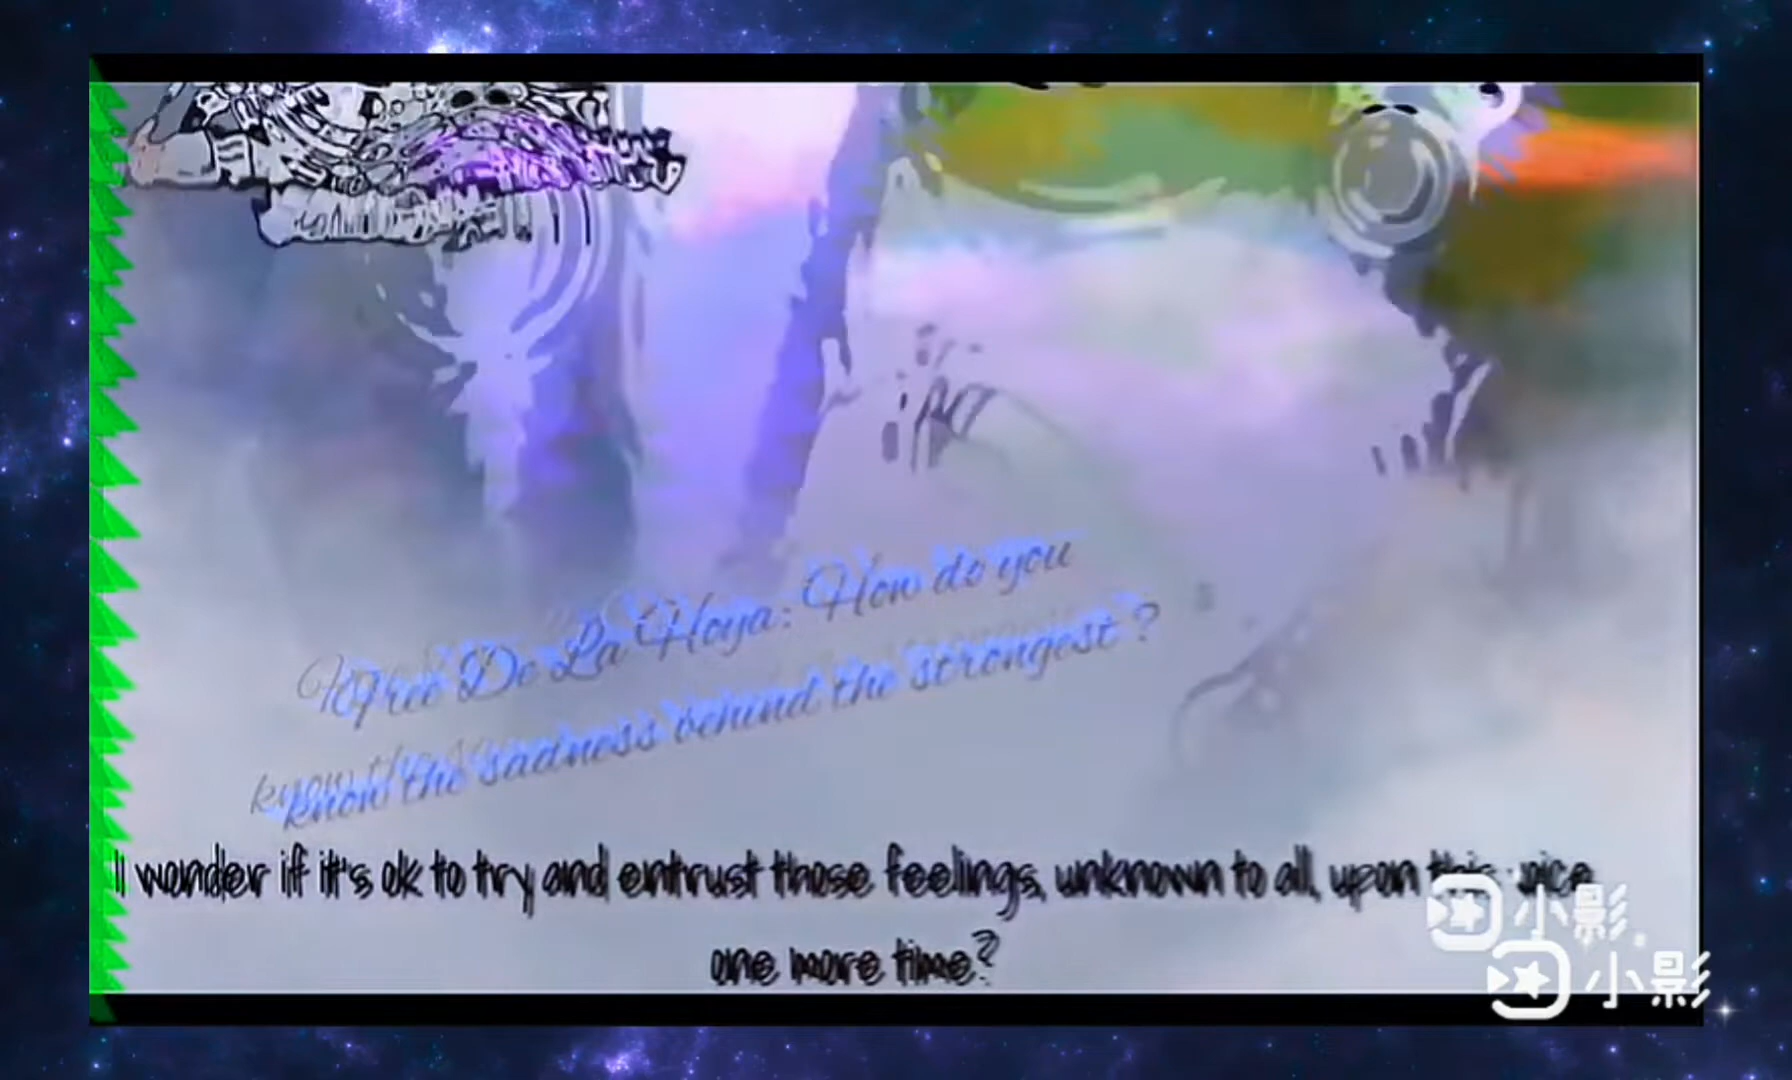 Free De La Hoya: How do you
know the sadness behind the strongest ?
I wonder if it's ok to try and entrust those feelings, unknown to all, upon this voice
one more time?
小影
小影